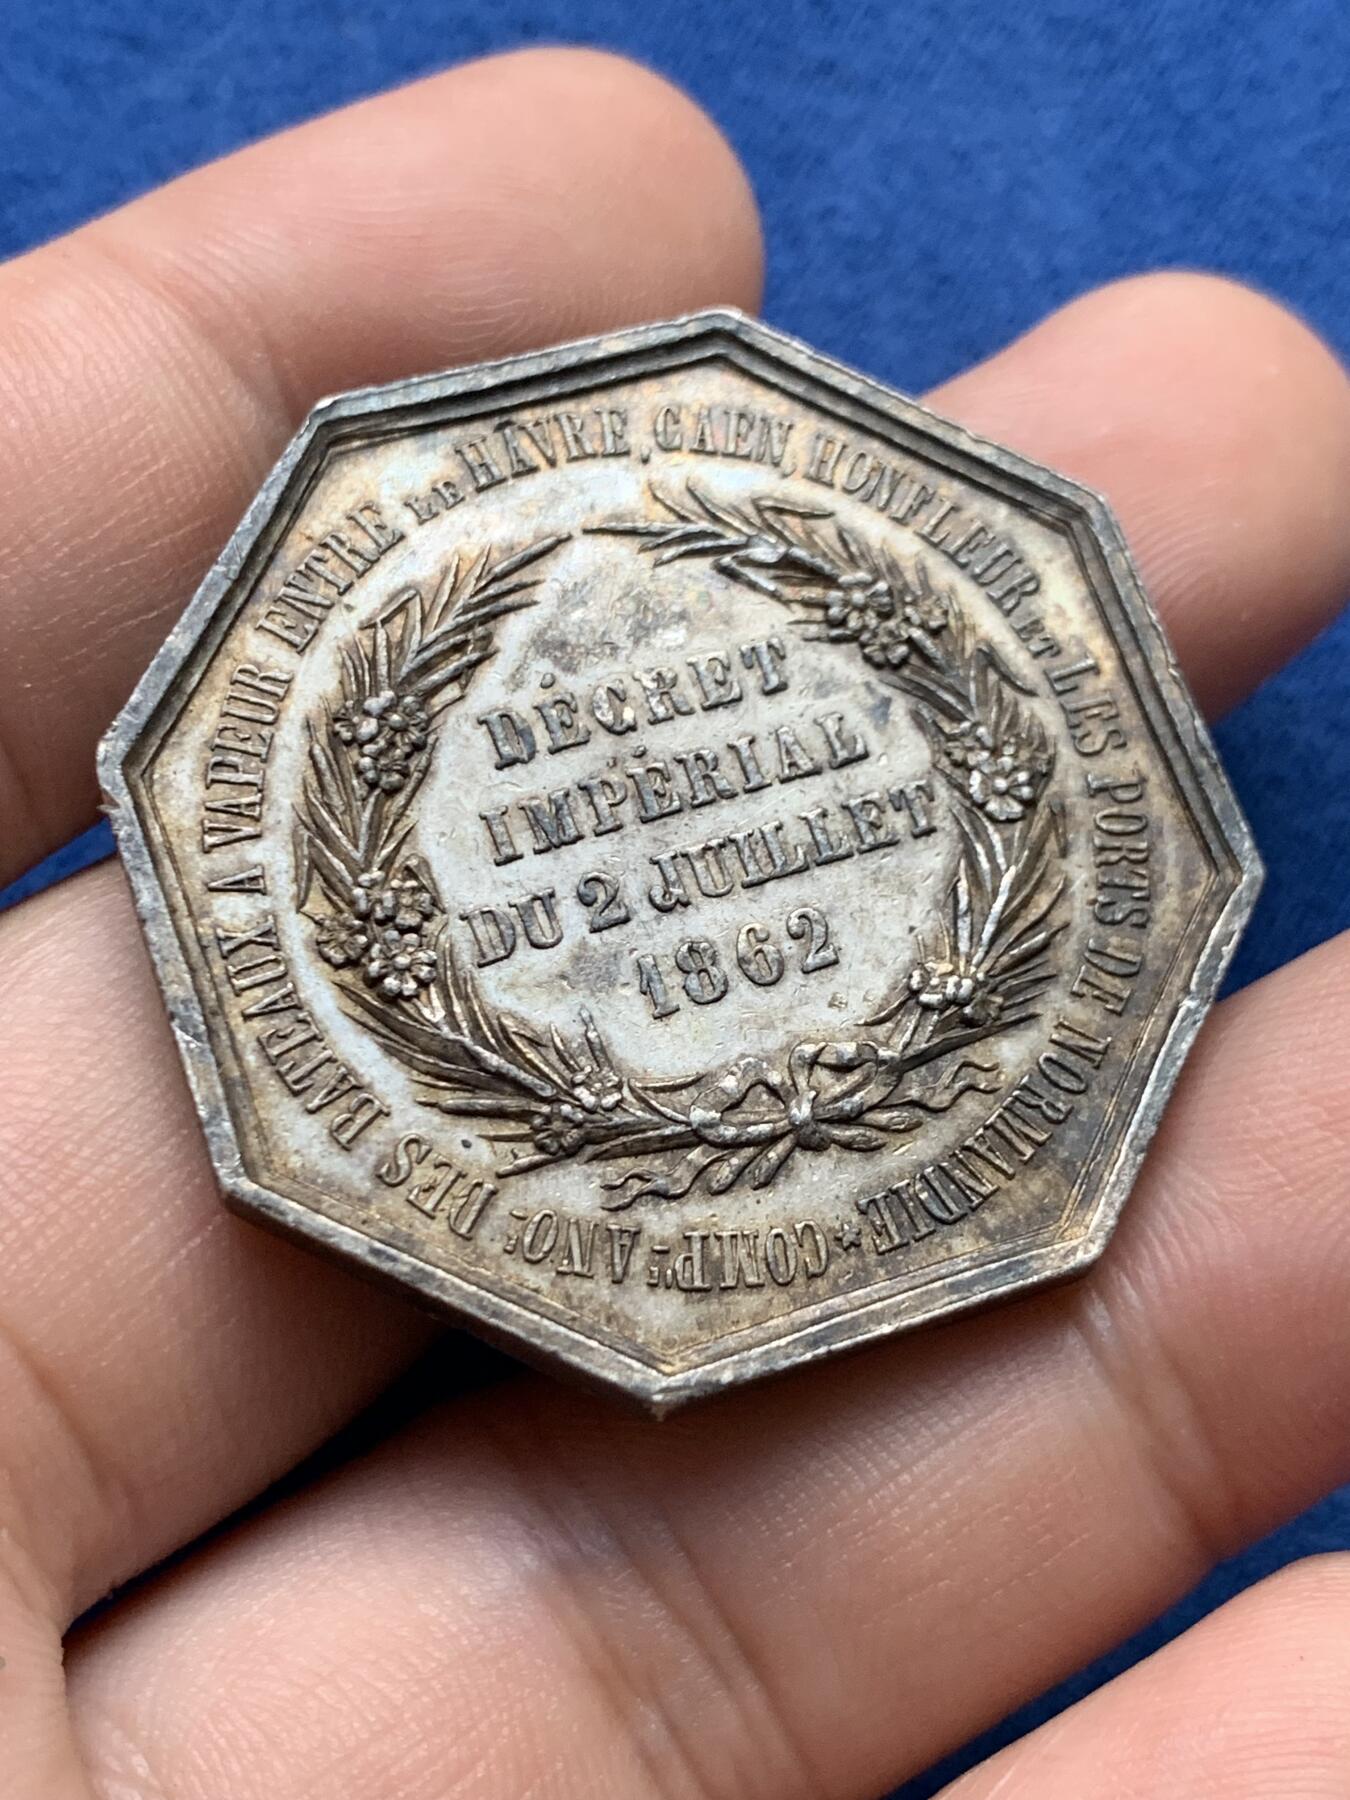 COMPⁱᵉ ANOᵉ DES BATEAUX A VAPEUR ENTRE LE HÂVRE, CAEN, HONFLEUR ET LES PORTS DE NORMANDIE *
DÉCRET
IMPÉRIAL
DU 2 JUILLET
1862